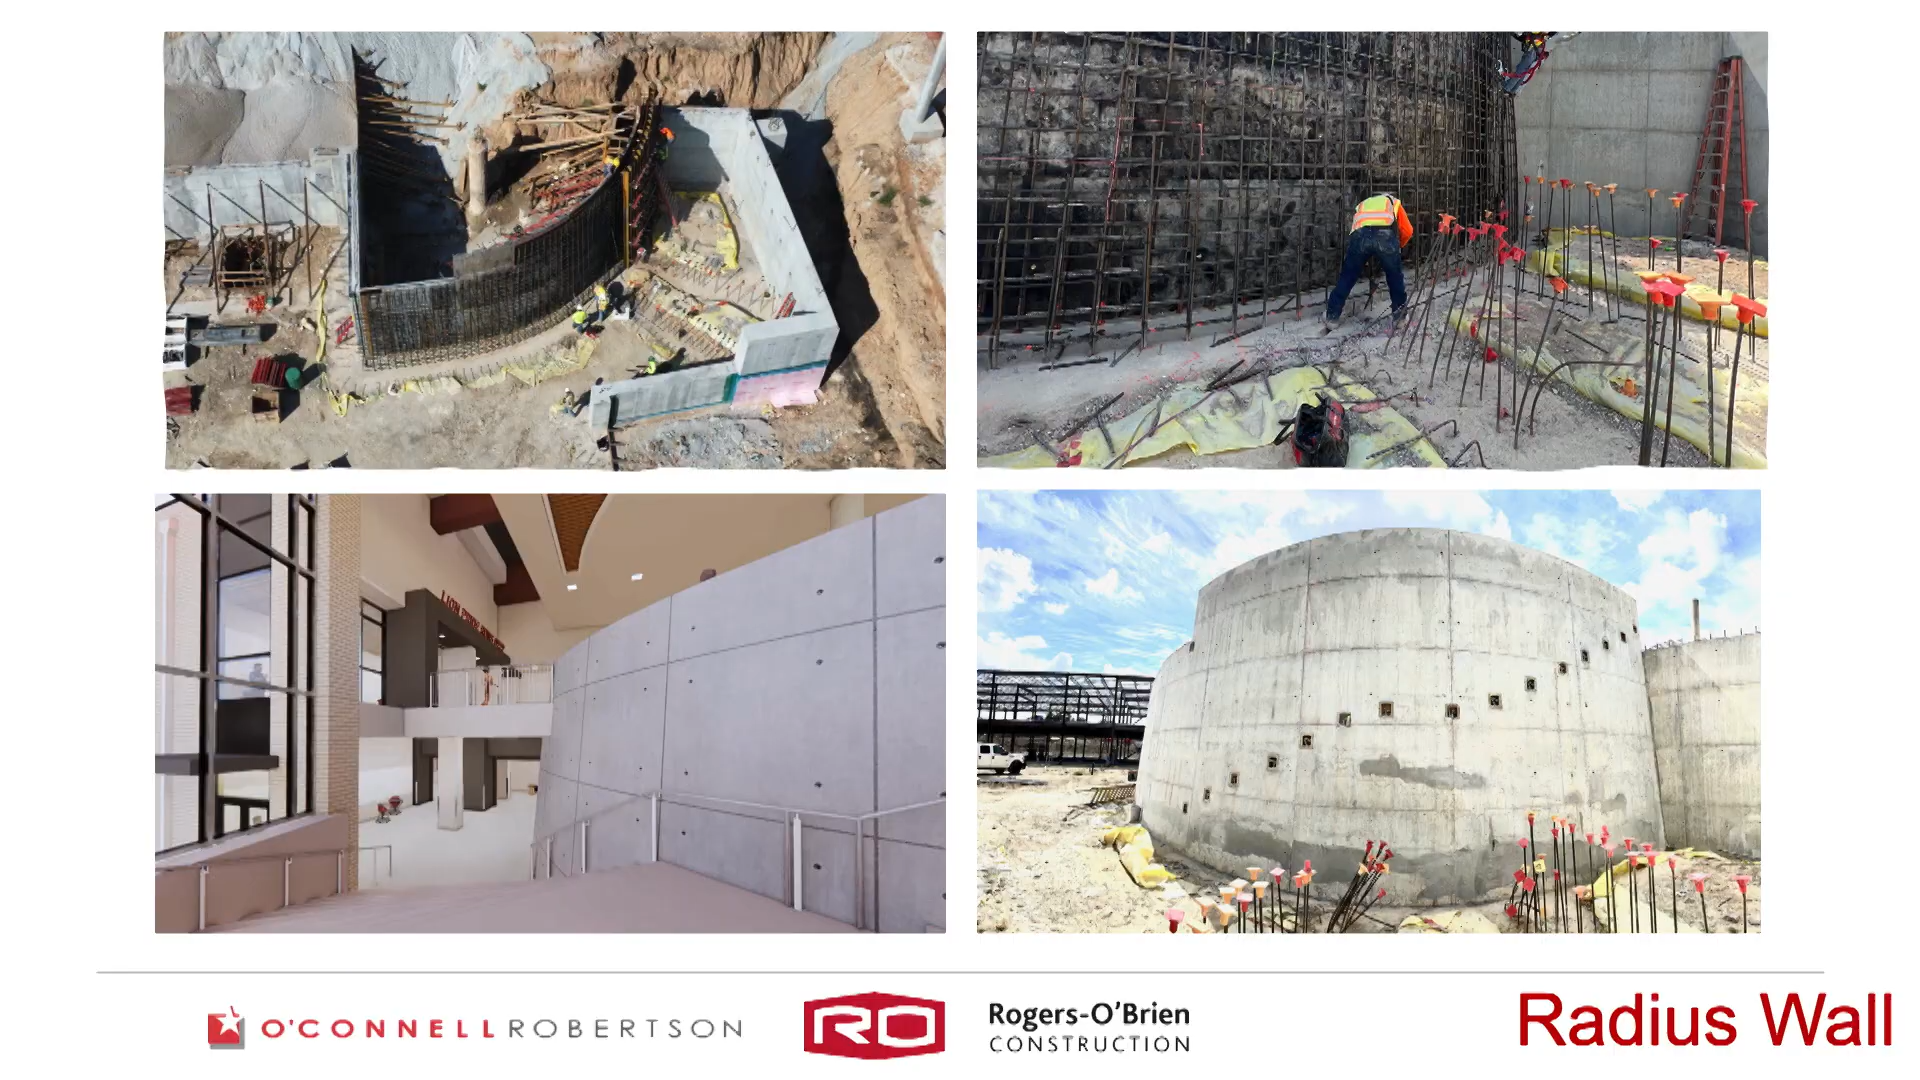 O'CONNELL ROBERTSON
RO
Rogers-O'Brien
CONSTRUCTION
Radius Wall